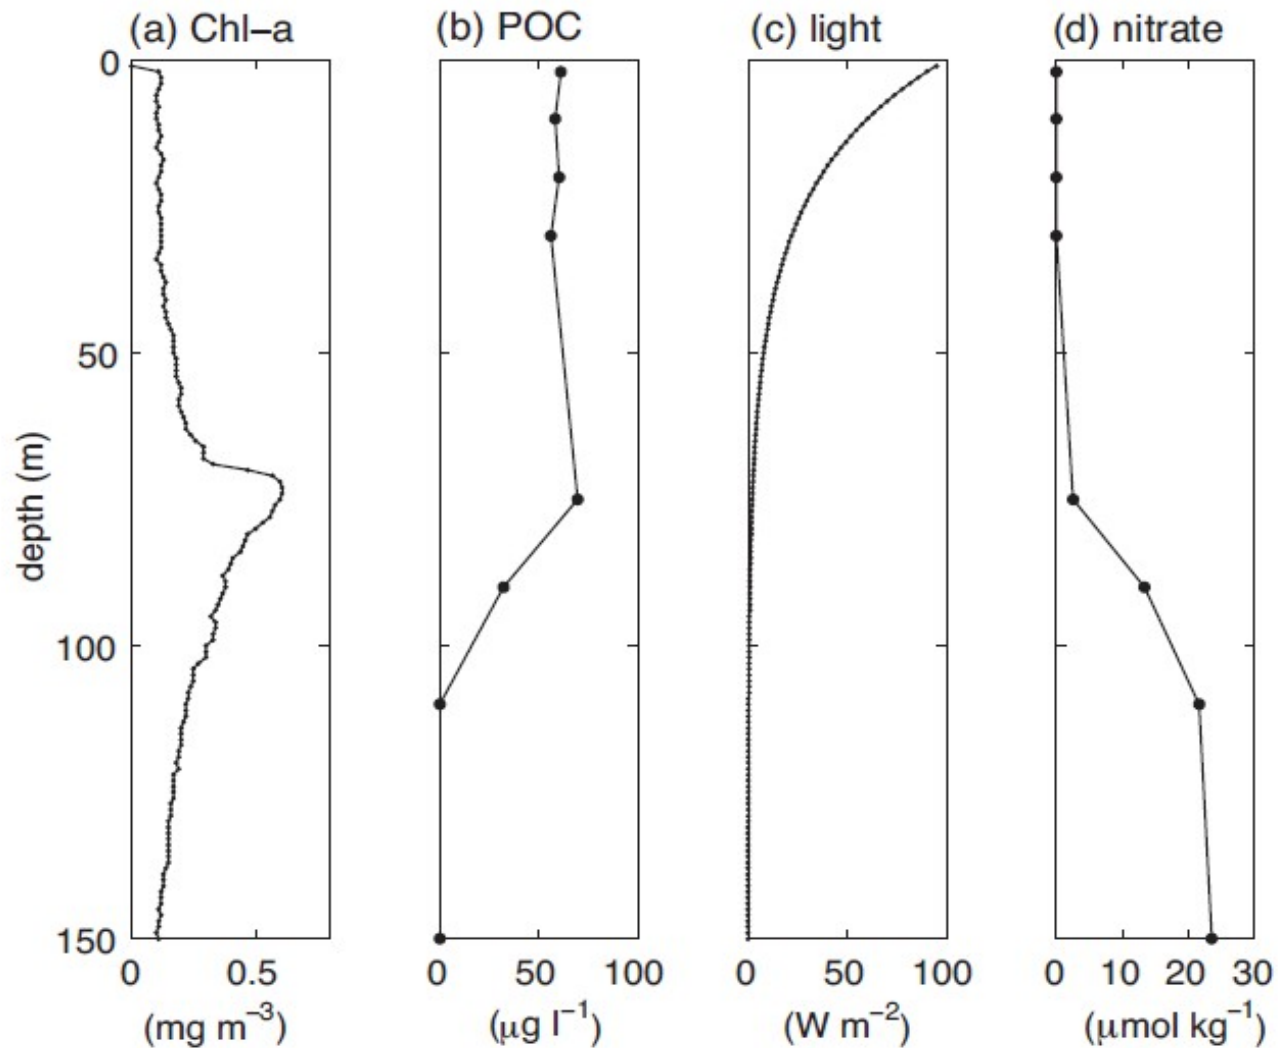 (a) Chl–a (b) POC (c) light (d) nitrate
0
50
100
150
depth (m)
0 0.5 0 50 100 0 50 100 0 10 20 30
(mg m⁻³) (μg l⁻¹) (W m⁻²) (μmol kg⁻¹)